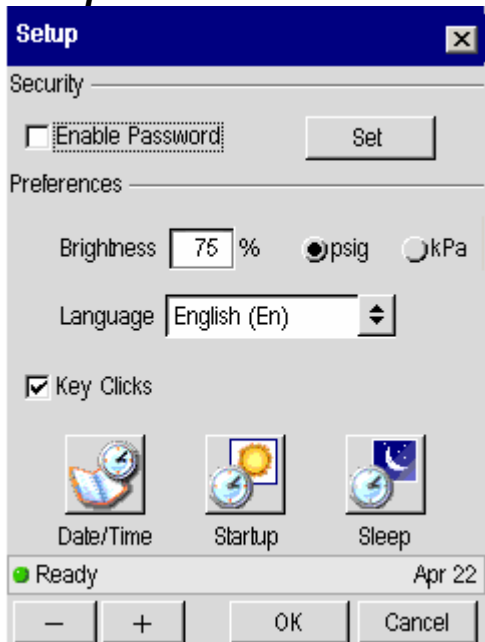 Setup
Security
Enable Password Set
Preferences
Brightness 75 % psig kPa
Language English (En)
Key Clicks
Date/Time Startup Sleep
Ready Apr 22
− + OK Cancel